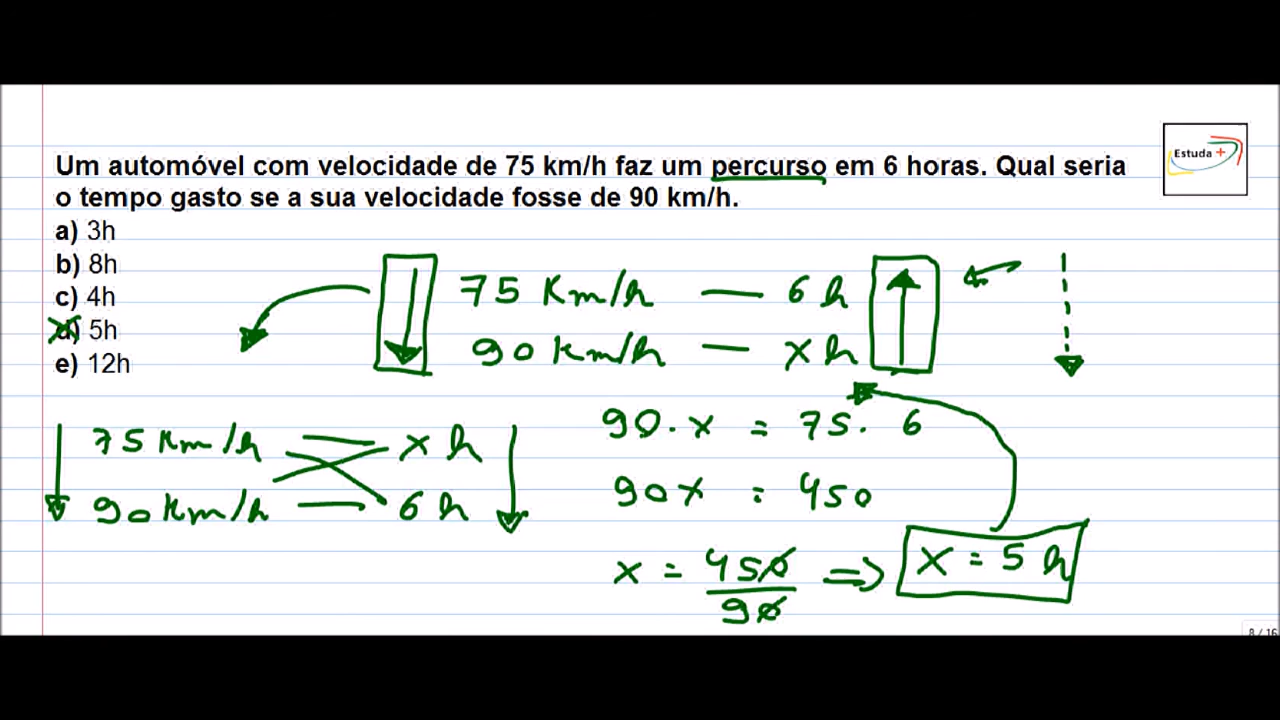 Estuda +
Um automóvel com velocidade de 75 km/h faz um percurso em 6 horas. Qual seria
o tempo gasto se a sua velocidade fosse de 90 km/h.
a) 3h
b) 8h
c) 4h
d) 5h
e) 12h
75 Km/h — 6 h
90 Km/h — x h
75 Km/h — x h
90 Km/h — 6 h
90 . x = 75 . 6
90x = 450
x = 450/90 ⇒ x = 5 h
8 / 16